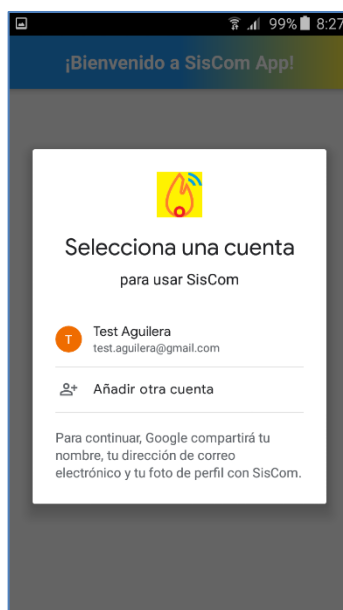 99% 8:27
¡Bienvenido a SisCom App!
Selecciona una cuenta
para usar SisCom
T
Test Aguilera
test.aguilera@gmail.com
Añadir otra cuenta
Para continuar, Google compartirá tu
nombre, tu dirección de correo
electrónico y tu foto de perfil con SisCom.